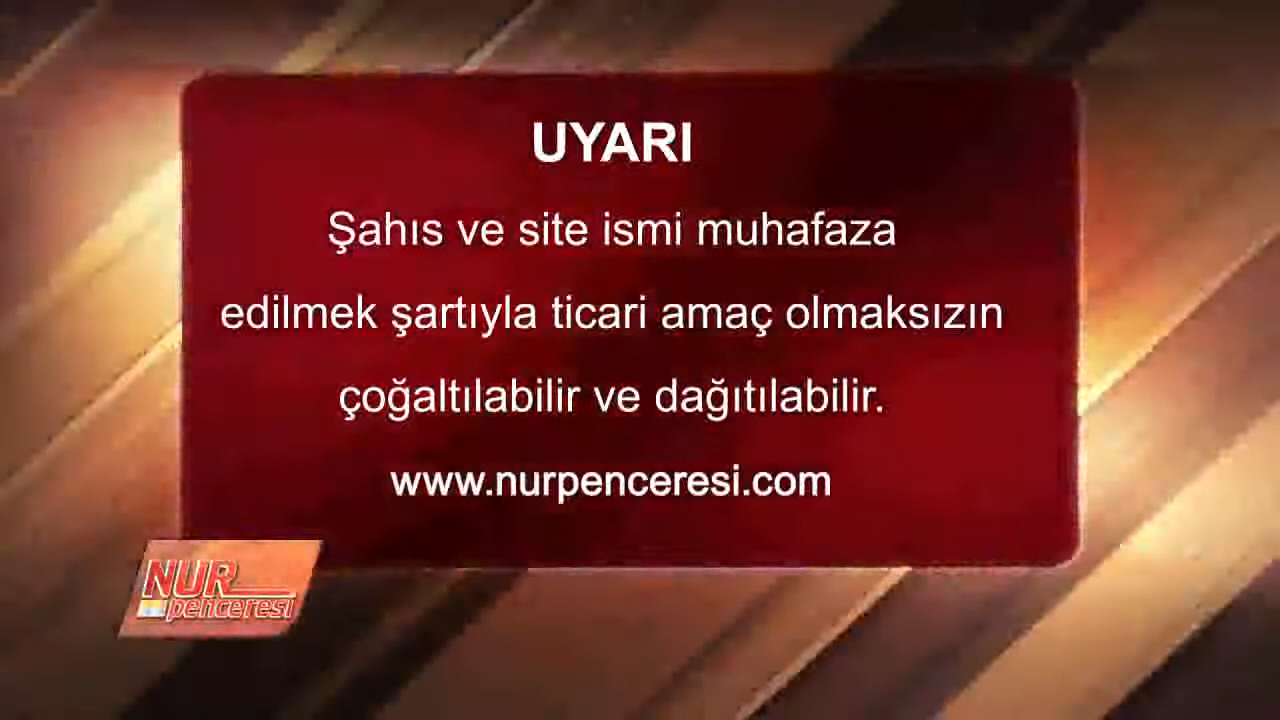 UYARI
Şahıs ve site ismi muhafaza
edilmek şartıyla ticari amaç olmaksızın
çoğaltılabilir ve dağıtılabilir.
www.nurpenceresi.com
NUR
penceresi